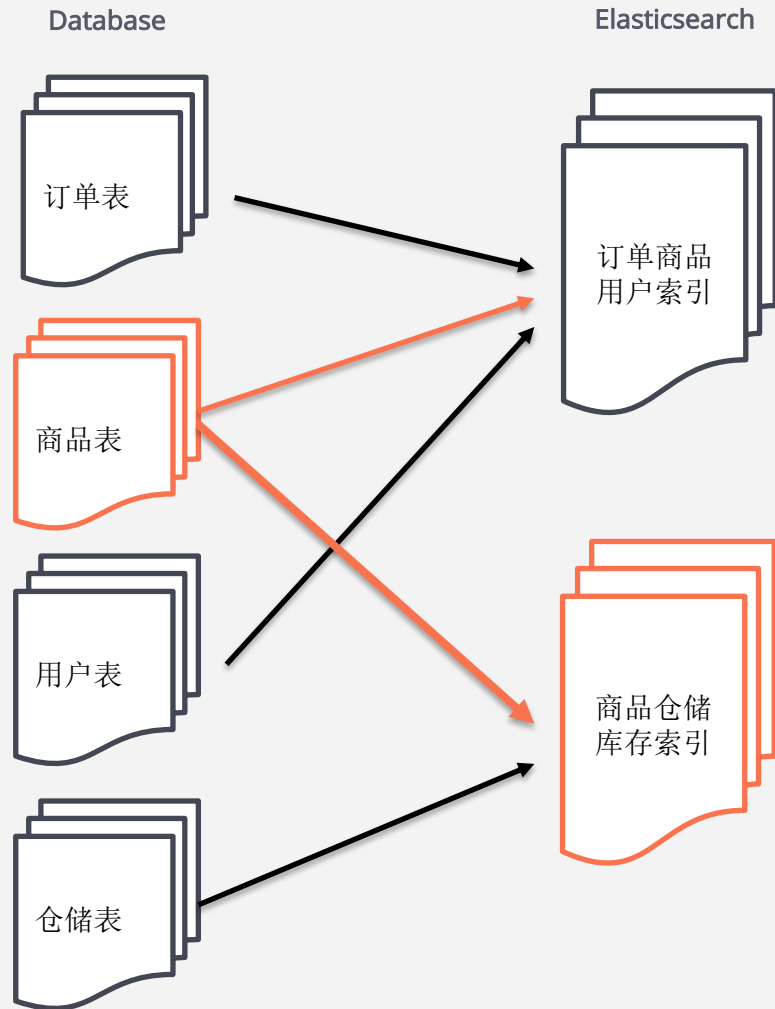 Database
Elasticsearch
订单表
商品表
用户表
仓储表
订单商品
用户索引
商品仓储
库存索引